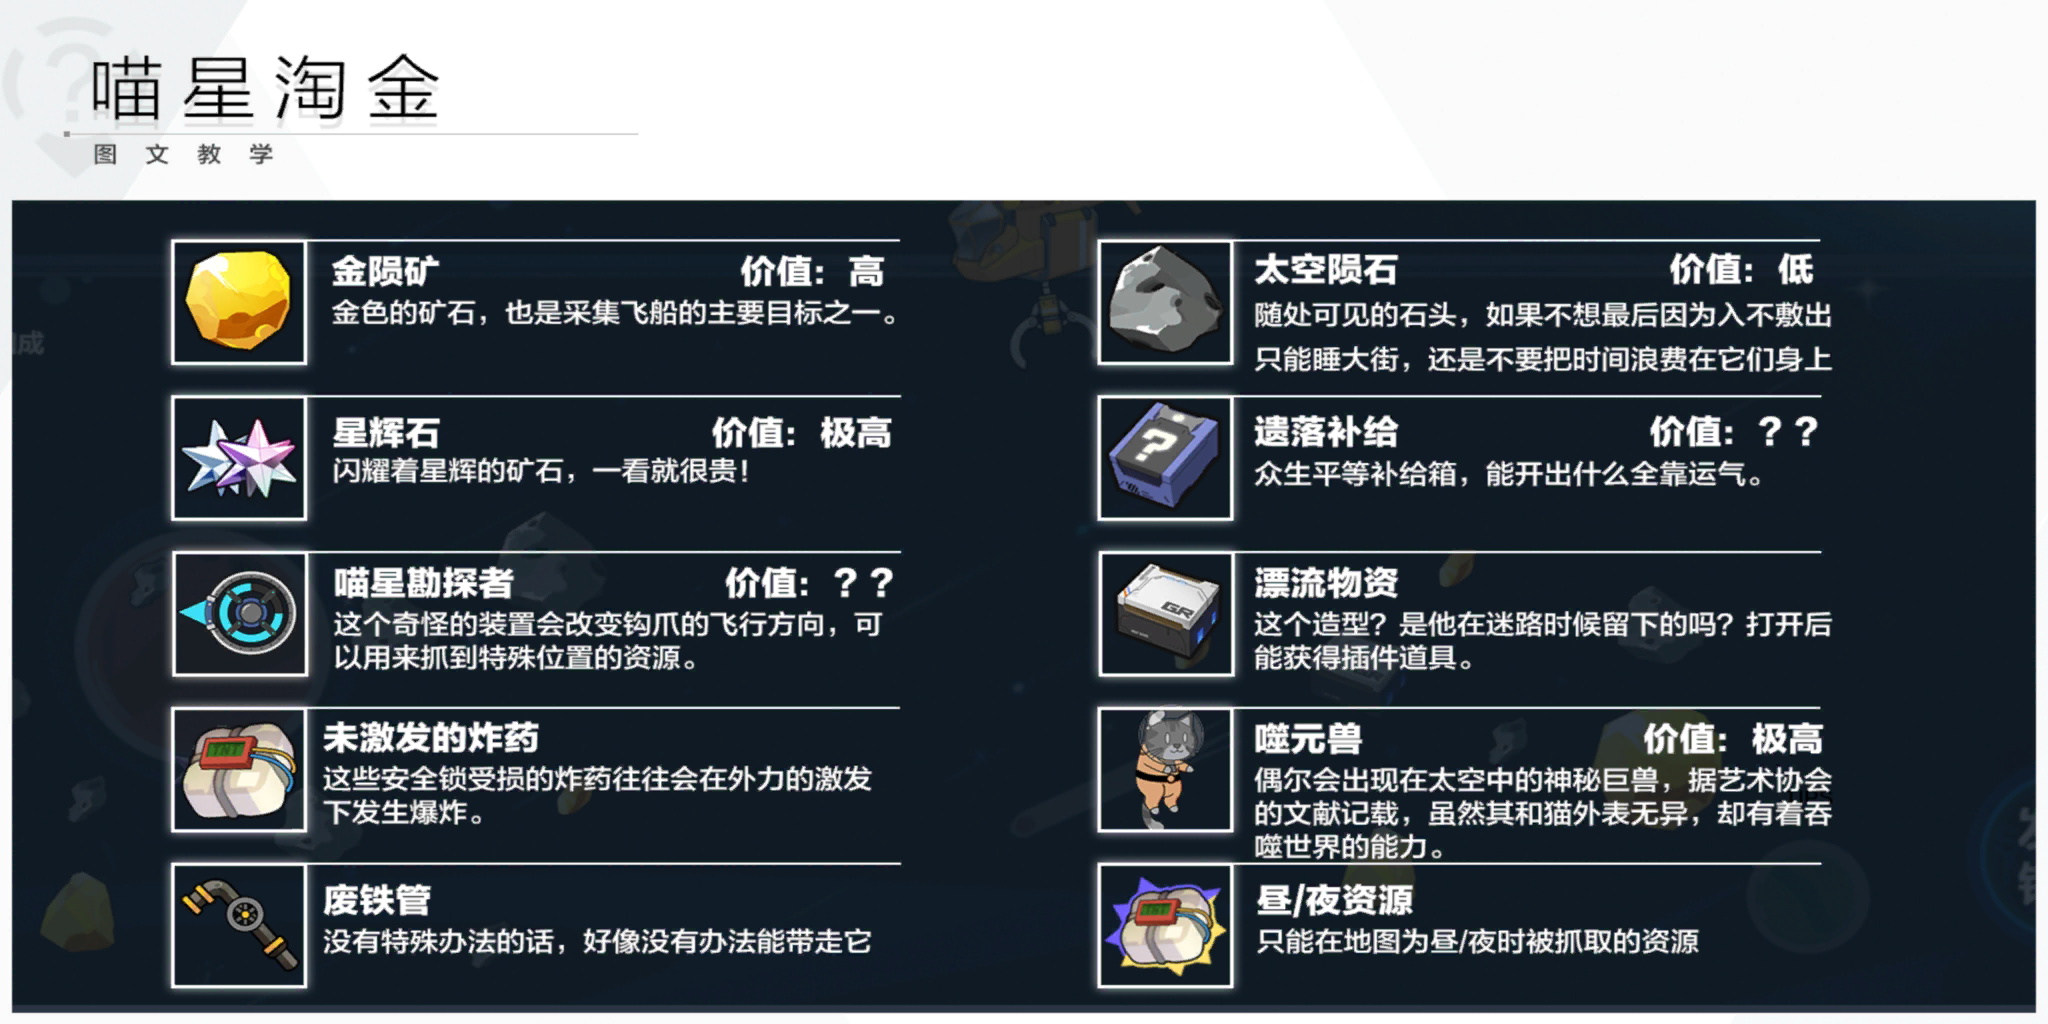 喵星淘金
图文教学
金陨矿 价值：高
金色的矿石，也是采集飞船的主要目标之一。
星辉石 价值：极高
闪耀着星辉的矿石，一看就很贵！
喵星勘探者 价值：？？
这个奇怪的装置会改变钩爪的飞行方向，可
以用来抓到特殊位置的资源。
未激发的炸药
这些安全锁受损的炸药往往会在外力的激发
下发生爆炸。
废铁管
没有特殊办法的话，好像没有办法能带走它
太空陨石 价值：低
随处可见的石头，如果不想最后因为入不敷出
只能睡大街，还是不要把时间浪费在它们身上
遗落补给 价值：？？
众生平等补给箱，能开出什么全靠运气。
漂流物资
这个造型？是他在迷路时候留下的吗？打开后
能获得插件道具。
噬元兽 价值：极高
偶尔会出现在太空中的神秘巨兽，据艺术协会
的文献记载，虽然其和猫外表无异，却有着吞
噬世界的能力。
昼/夜资源
只能在地图为昼/夜时被抓取的资源
TNT
GR
TNT